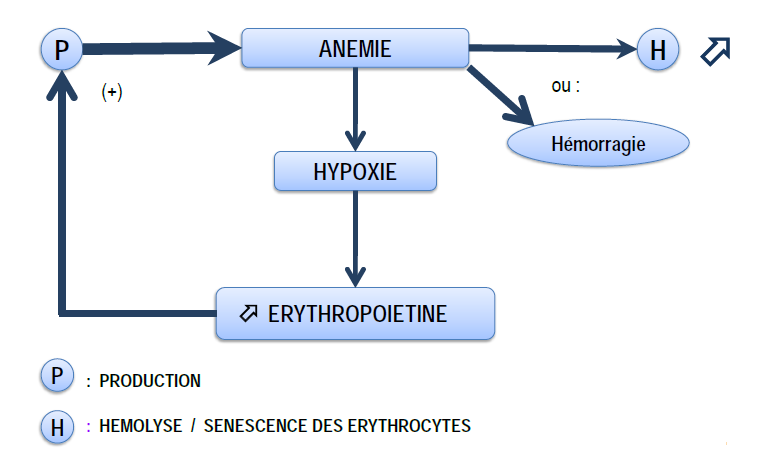 P
ANEMIE
H
(+)
ou :
Hémorragie
HYPOXIE
ERYTHROPOIETINE
P : PRODUCTION
H : HEMOLYSE / SENESCENCE DES ERYTHROCYTES